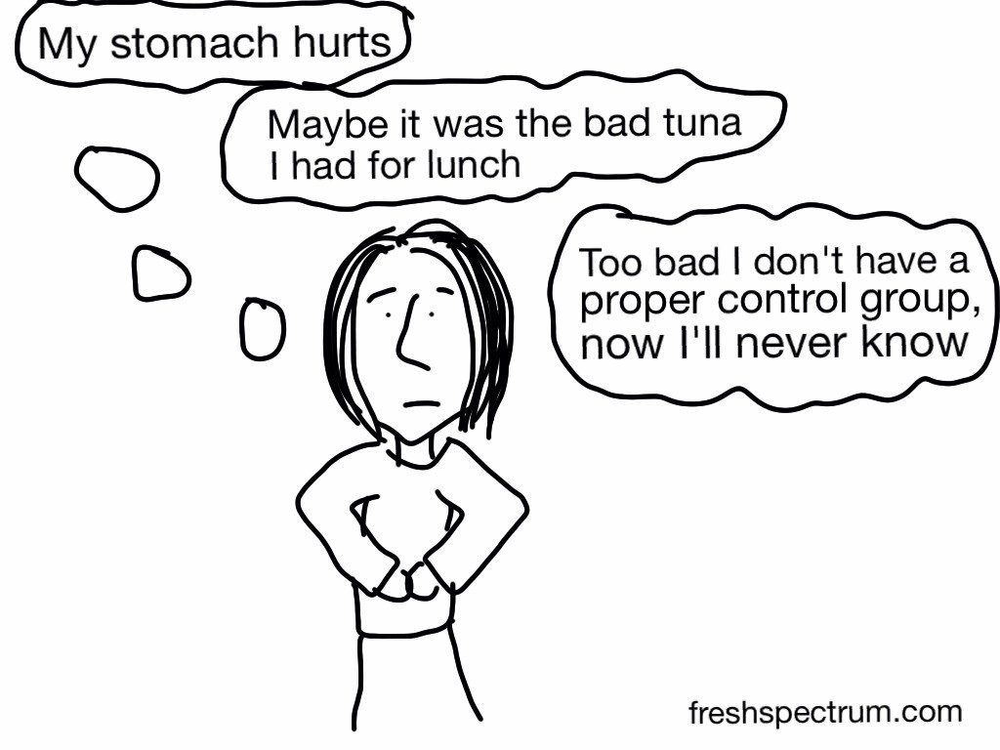 My stomach hurts
Maybe it was the bad tuna
I had for lunch
Too bad I don't have a
proper control group,
now I'll never know
freshspectrum.com